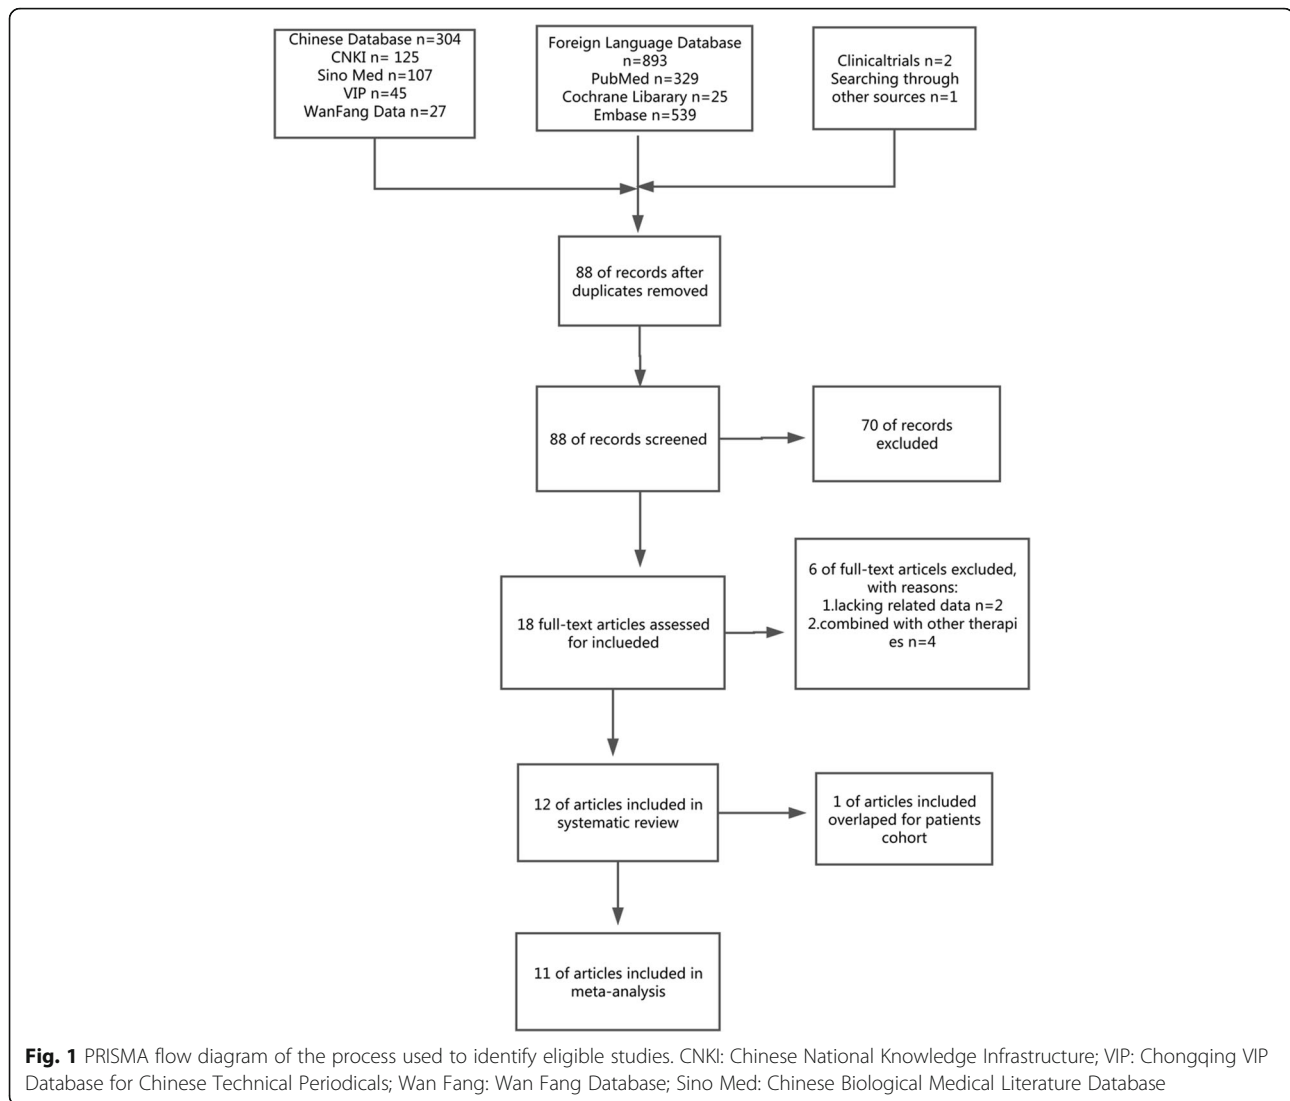 Chinese Database n=304
CNKI n= 125
Sino Med n=107
VIP n=45
WanFang Data n=27
Foreign Language Database
n=893
PubMed n=329
Cochrane Libarary n=25
Embase n=539
Clinicaltrials n=2
Searching through
other sources n=1
88 of records after
duplicates removed
88 of records screened
70 of records
excluded
18 full-text articles assessed
for inclueded
6 of full-text articels excluded,
with reasons:
1.lacking related data n=2
2.combined with other therapi
es n=4
12 of articles included in
systematic review
1 of articles included
overlaped for patients
cohort
11 of articles included in
meta-analysis
Fig. 1 PRISMA flow diagram of the process used to identify eligible studies. CNKI: Chinese National Knowledge Infrastructure; VIP: Chongqing VIP
Database for Chinese Technical Periodicals; Wan Fang: Wan Fang Database; Sino Med: Chinese Biological Medical Literature Database